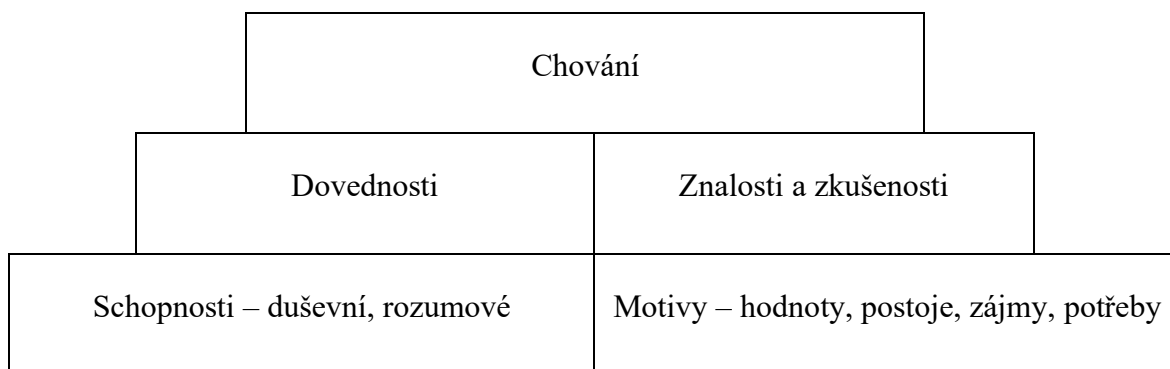 Chování
Dovednosti
Znalosti a zkušenosti
Schopnosti – duševní, rozumové
Motivy – hodnoty, postoje, zájmy, potřeby